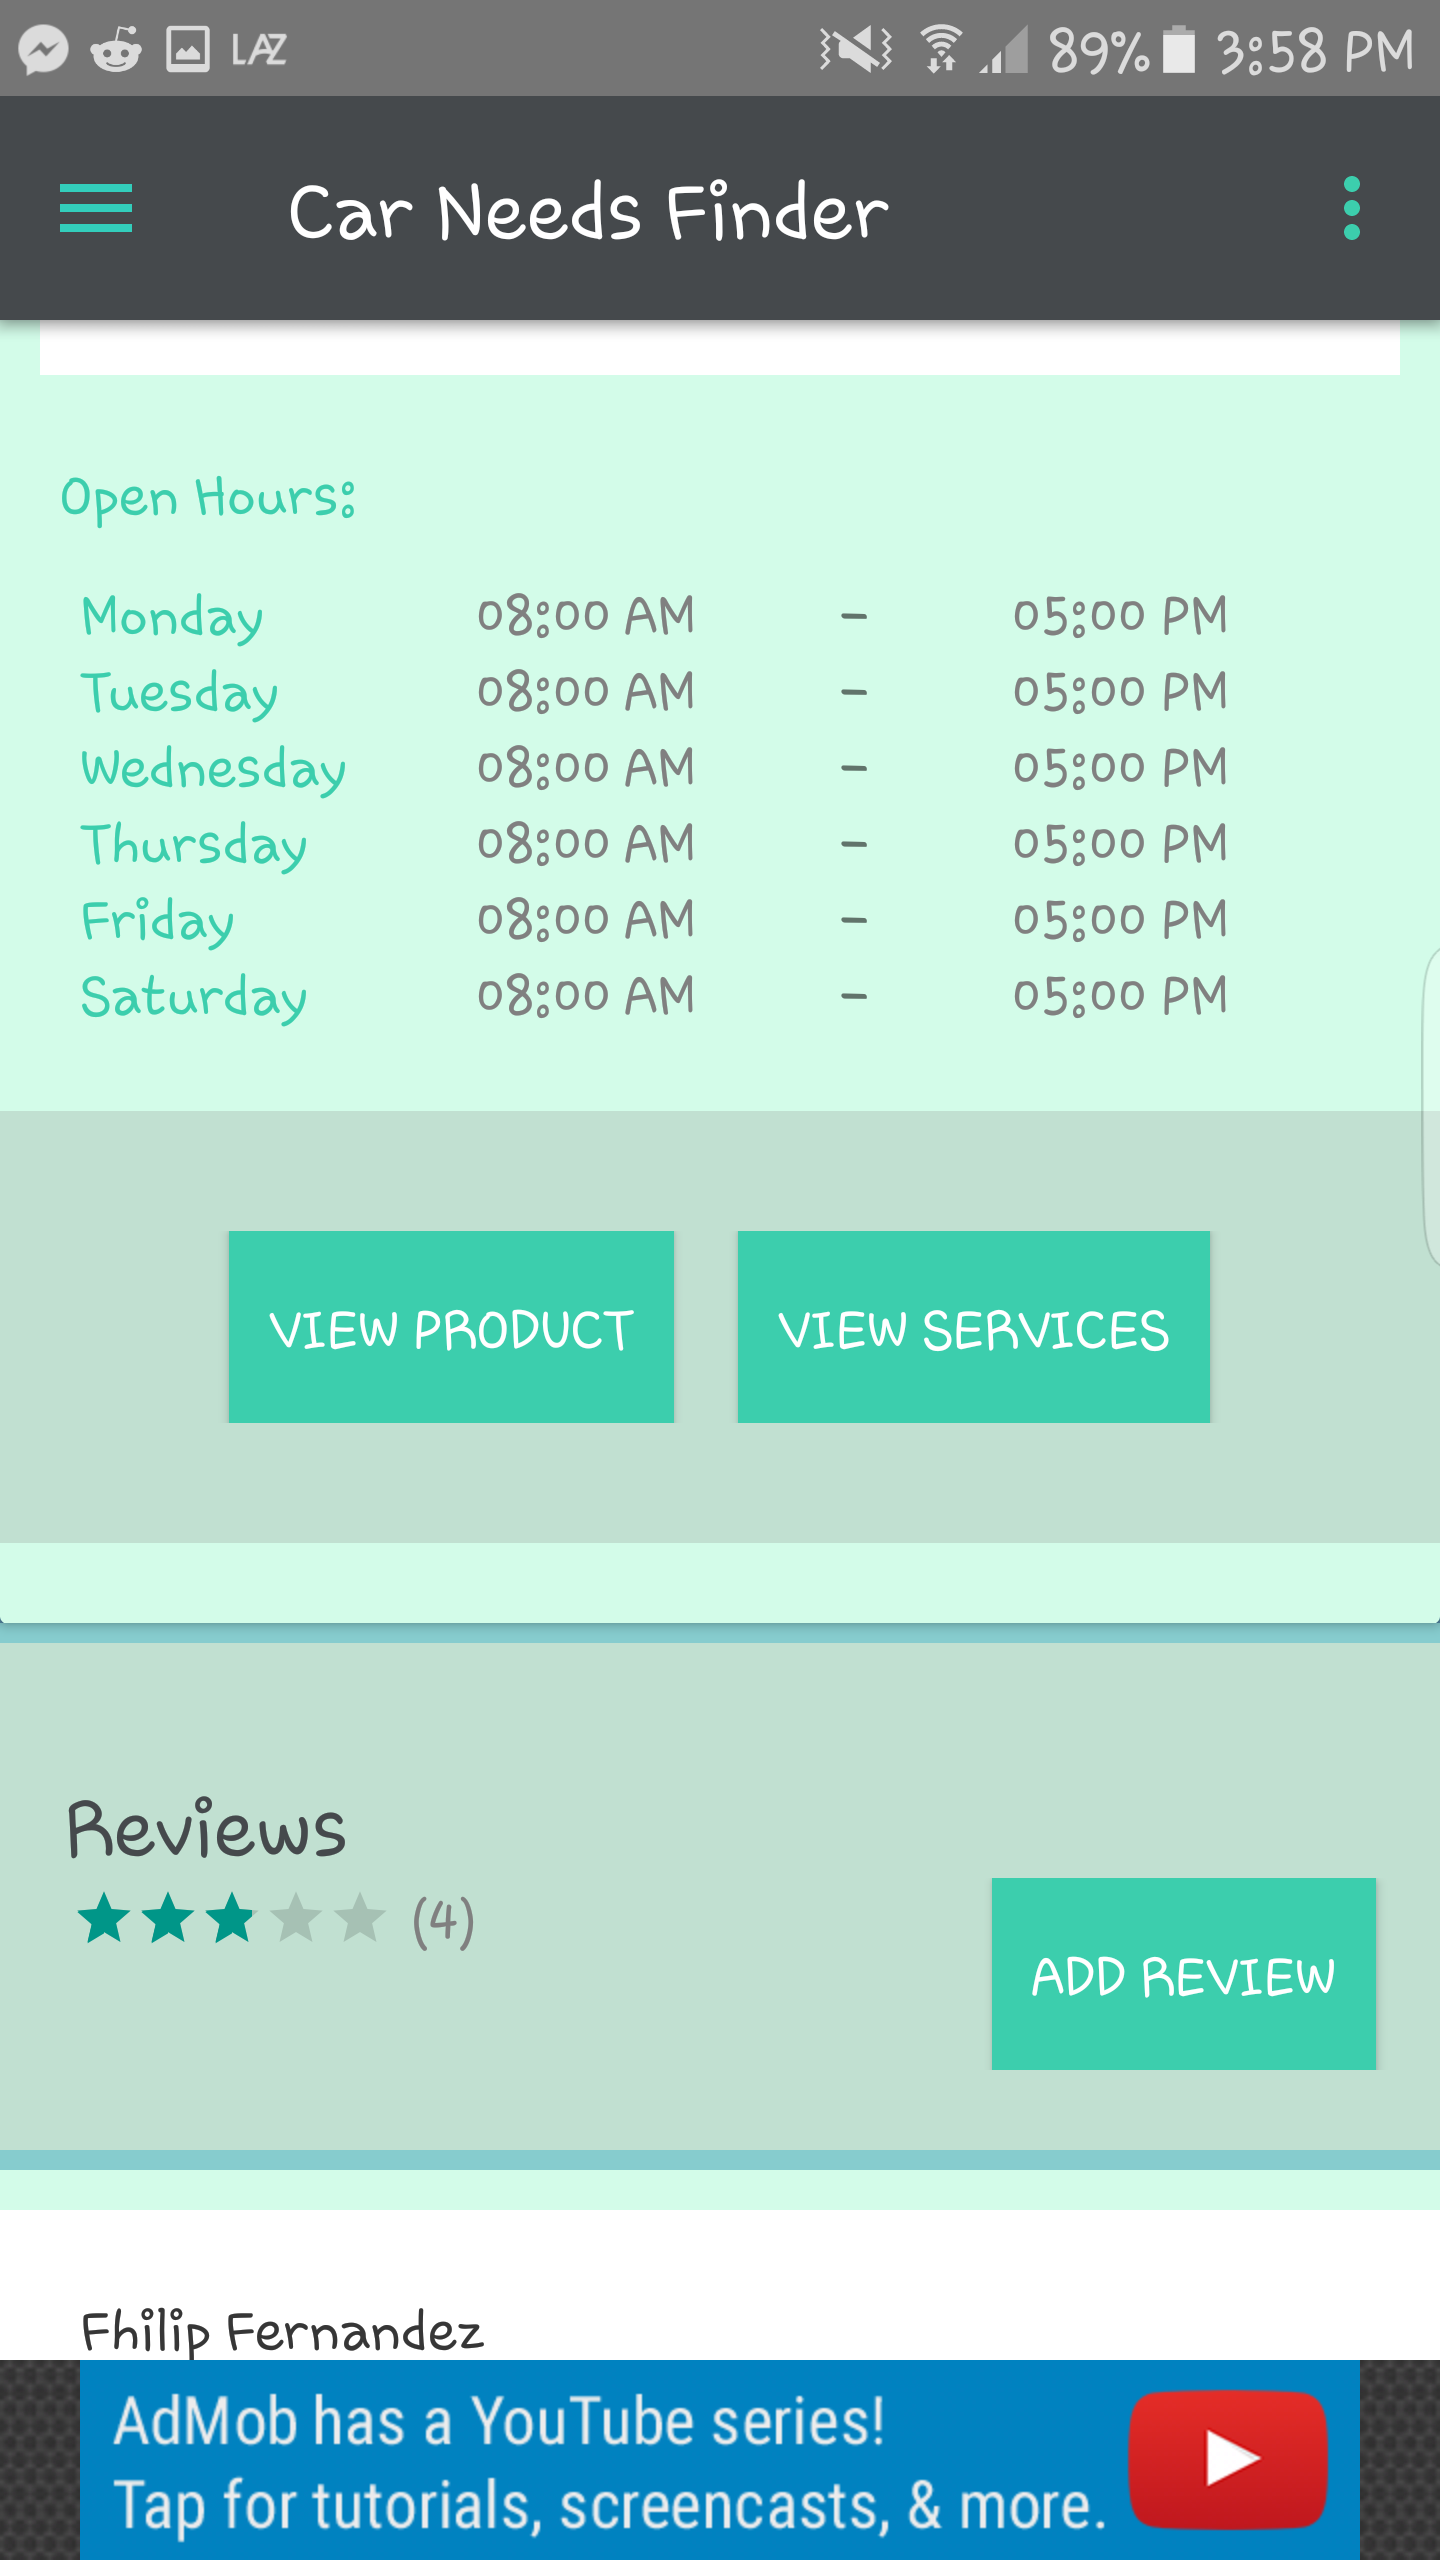 LAZ 89% 3:58 PM
Car Needs Finder
Open Hours:
Monday 08:00 AM - 05:00 PM
Tuesday 08:00 AM - 05:00 PM
Wednesday 08:00 AM - 05:00 PM
Thursday 08:00 AM - 05:00 PM
Friday 08:00 AM - 05:00 PM
Saturday 08:00 AM - 05:00 PM
VIEW PRODUCT VIEW SERVICES
Reviews
(4)
ADD REVIEW
Fhilip Fernandez
AdMob has a YouTube series!
Tap for tutorials, screencasts, & more.